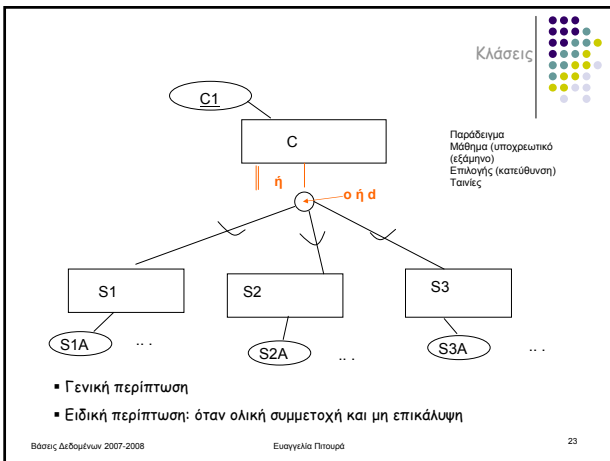 Κλάσεις
C1
C
Παράδειγμα
Μάθημα (υποχρεωτικό
(εξάμηνο)
Επιλογής (κατεύθυνση)
Ταινίες
ή
o ή d
S1
S2
S3
S1A
.. .
S2A
.. .
S3A
.. .
▪ Γενική περίπτωση
▪ Ειδική περίπτωση: όταν ολική συμμετοχή και μη επικάλυψη
Βάσεις Δεδομένων 2007-2008
Ευαγγελία Πιτουρά
23